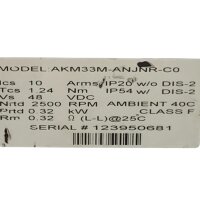 MODEL AKM33M-ANJNR-C0
Ics 10 Arms IP20 w/o DIS-2
Tcs 1.24 Nm IP54 w/ DIS-2
Vs 48 VDC
Nrtd 2500 RPM AMBIENT 40C
Prtd 0.32 kW CLASS F
Rm 0.32 Ω (L-L)@25C
SERIAL # 1239506811